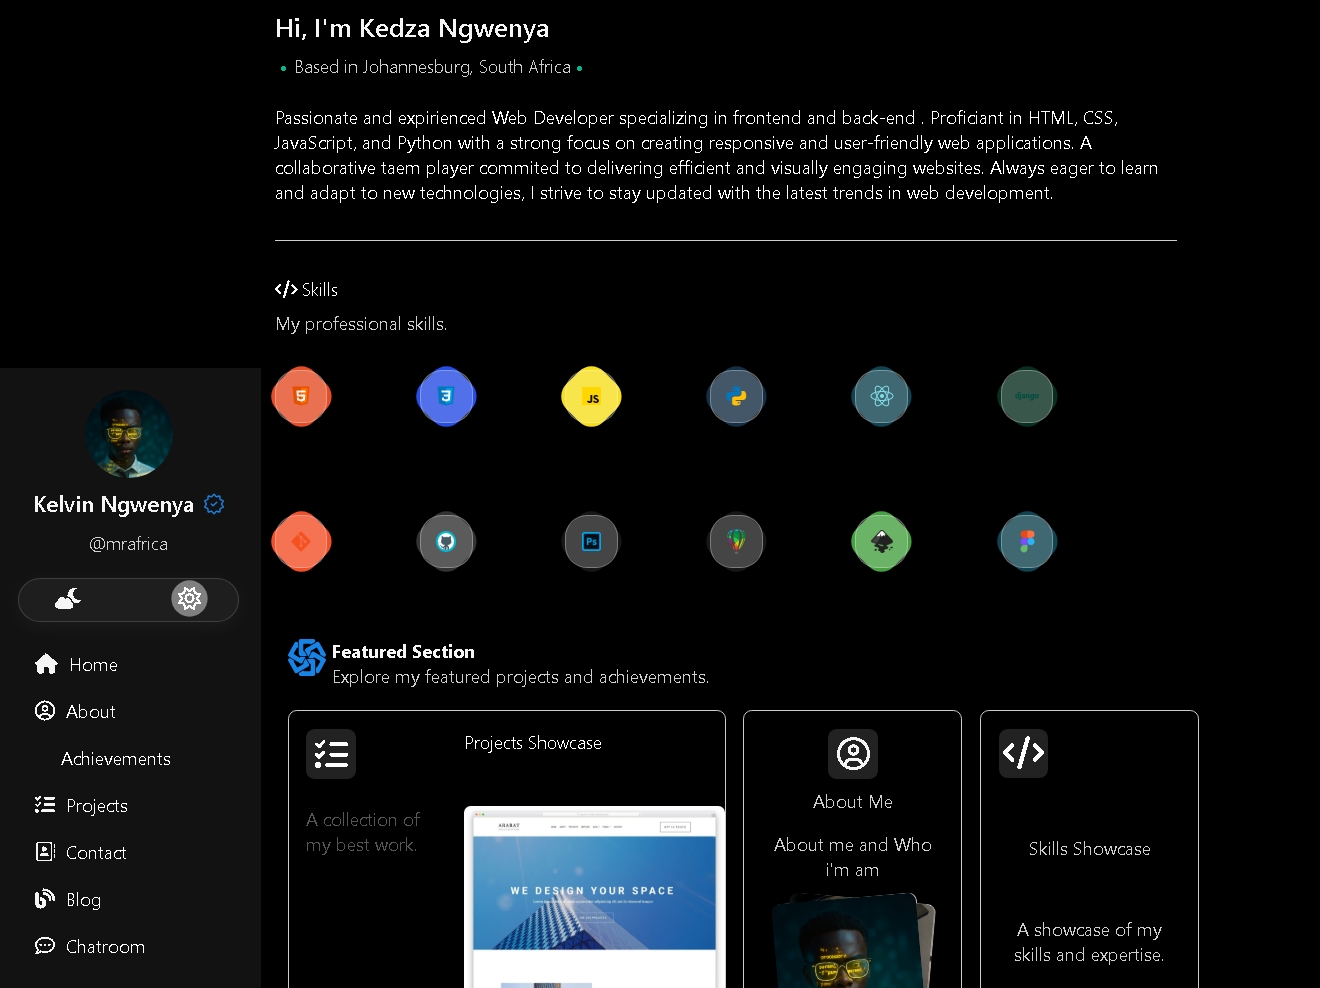 Hi, I'm Kedza Ngwenya
• Based in Johannesburg, South Africa •
Passionate and expirienced Web Developer specializing in frontend and back-end . Proficiant in HTML, CSS,
JavaScript, and Python with a strong focus on creating responsive and user-friendly web applications. A
collaborative taem player commited to delivering efficient and visually engaging websites. Always eager to learn
and adapt to new technologies, I strive to stay updated with the latest trends in web development.
</> Skills
My professional skills.
JS
django
Ps
Kelvin Ngwenya
@mrafrica
Home
About
Achievements
Projects
Contact
Blog
Chatroom
Featured Section
Explore my featured projects and achievements.
Projects Showcase
A collection of
my best work.
ARARAT
WE DESIGN YOUR SPACE
About Me
About me and Who
i'm am
</>
Skills Showcase
A showcase of my
skills and expertise.